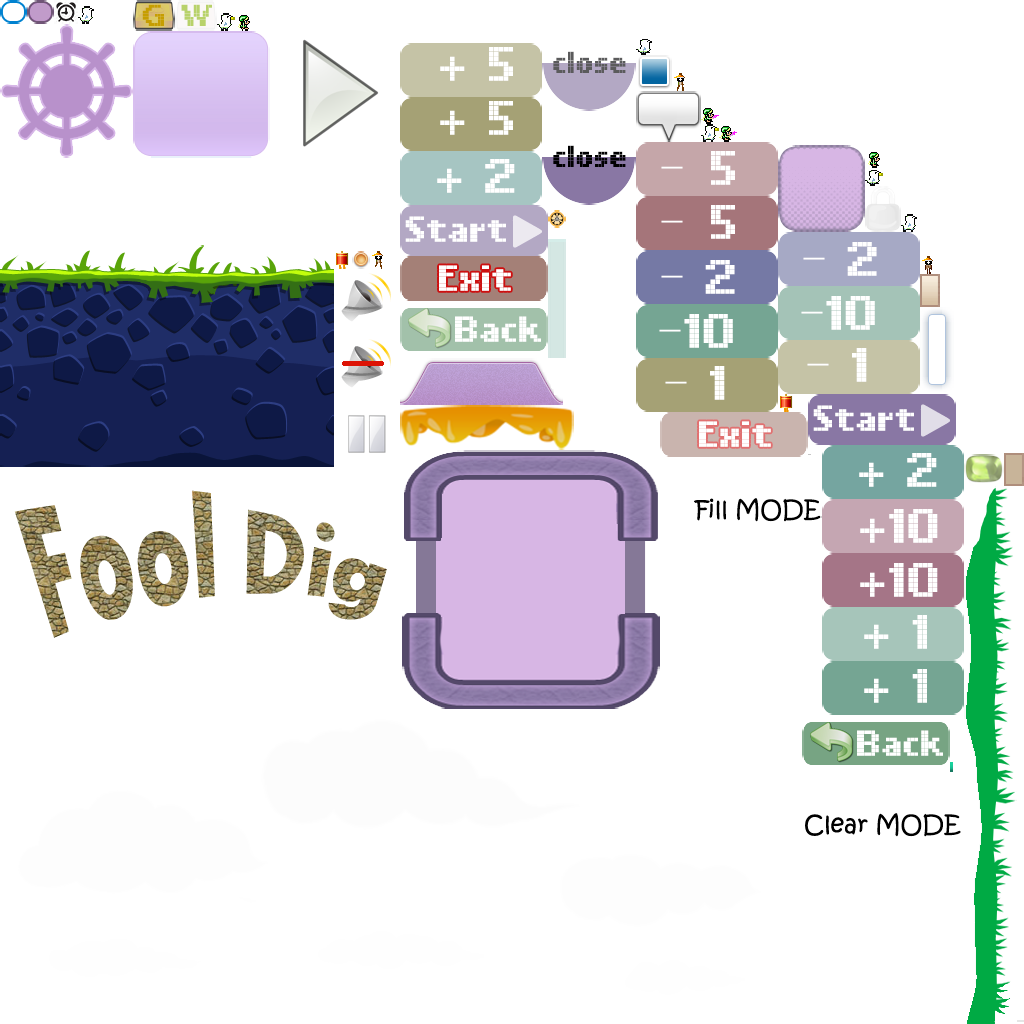 G W
+ 5
close
+ 5
close
+ 2
Start
Exit
Back
- 5
- 5
- 2
-10
- 1
Exit
- 2
-10
- 1
Start
+ 2
+10
+10
+ 1
+ 1
Back
Fool Dig
Fill MODE
Clear MODE